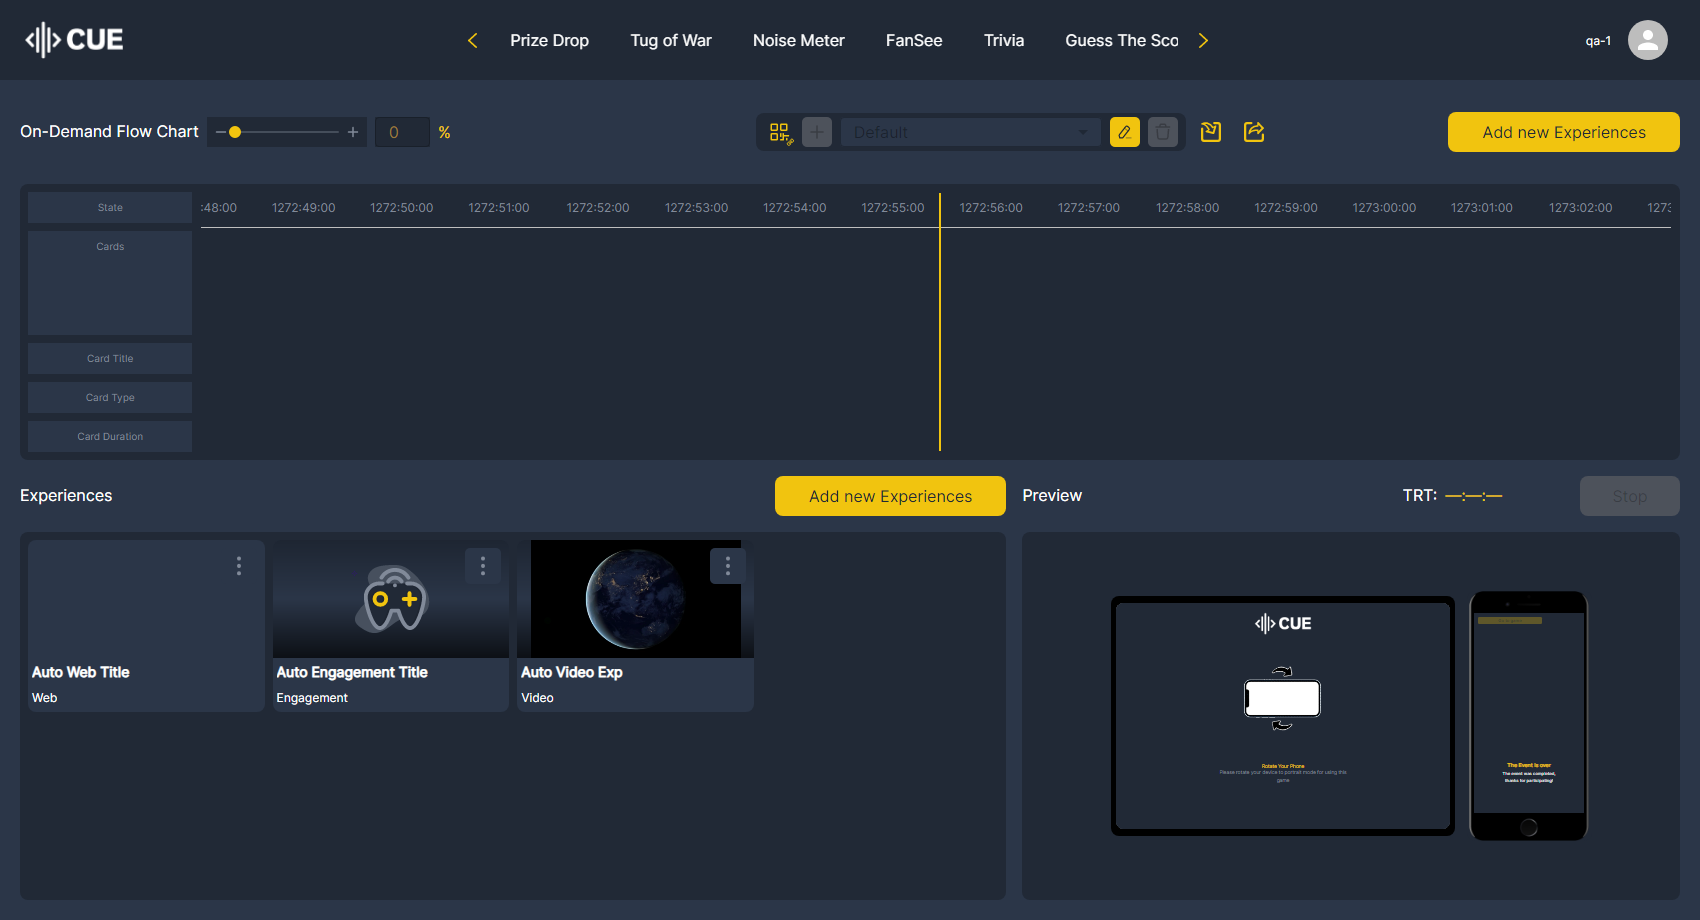 CUE
Prize Drop
Tug of War
Noise Meter
FanSee
Trivia
Guess The Sco
qa-1
On-Demand Flow Chart
0
%
Default
Add new Experiences
State
:48:00
1272:49:00
1272:50:00
1272:51:00
1272:52:00
1272:53:00
1272:54:00
1272:55:00
1272:56:00
1272:57:00
1272:58:00
1272:59:00
1273:00:00
1273:01:00
1273:02:00
1273
Cards
Card Title
Card Type
Card Duration
Experiences
Add new Experiences
Preview
TRT: —:—:—
Stop
Auto Web Title
Web
Auto Engagement Title
Engagement
Auto Video Exp
Video
CUE
Rotate Your Phone
Please rotate your device to portrait mode for using this
game
The Event is over
The event was completed,
thanks for participating!